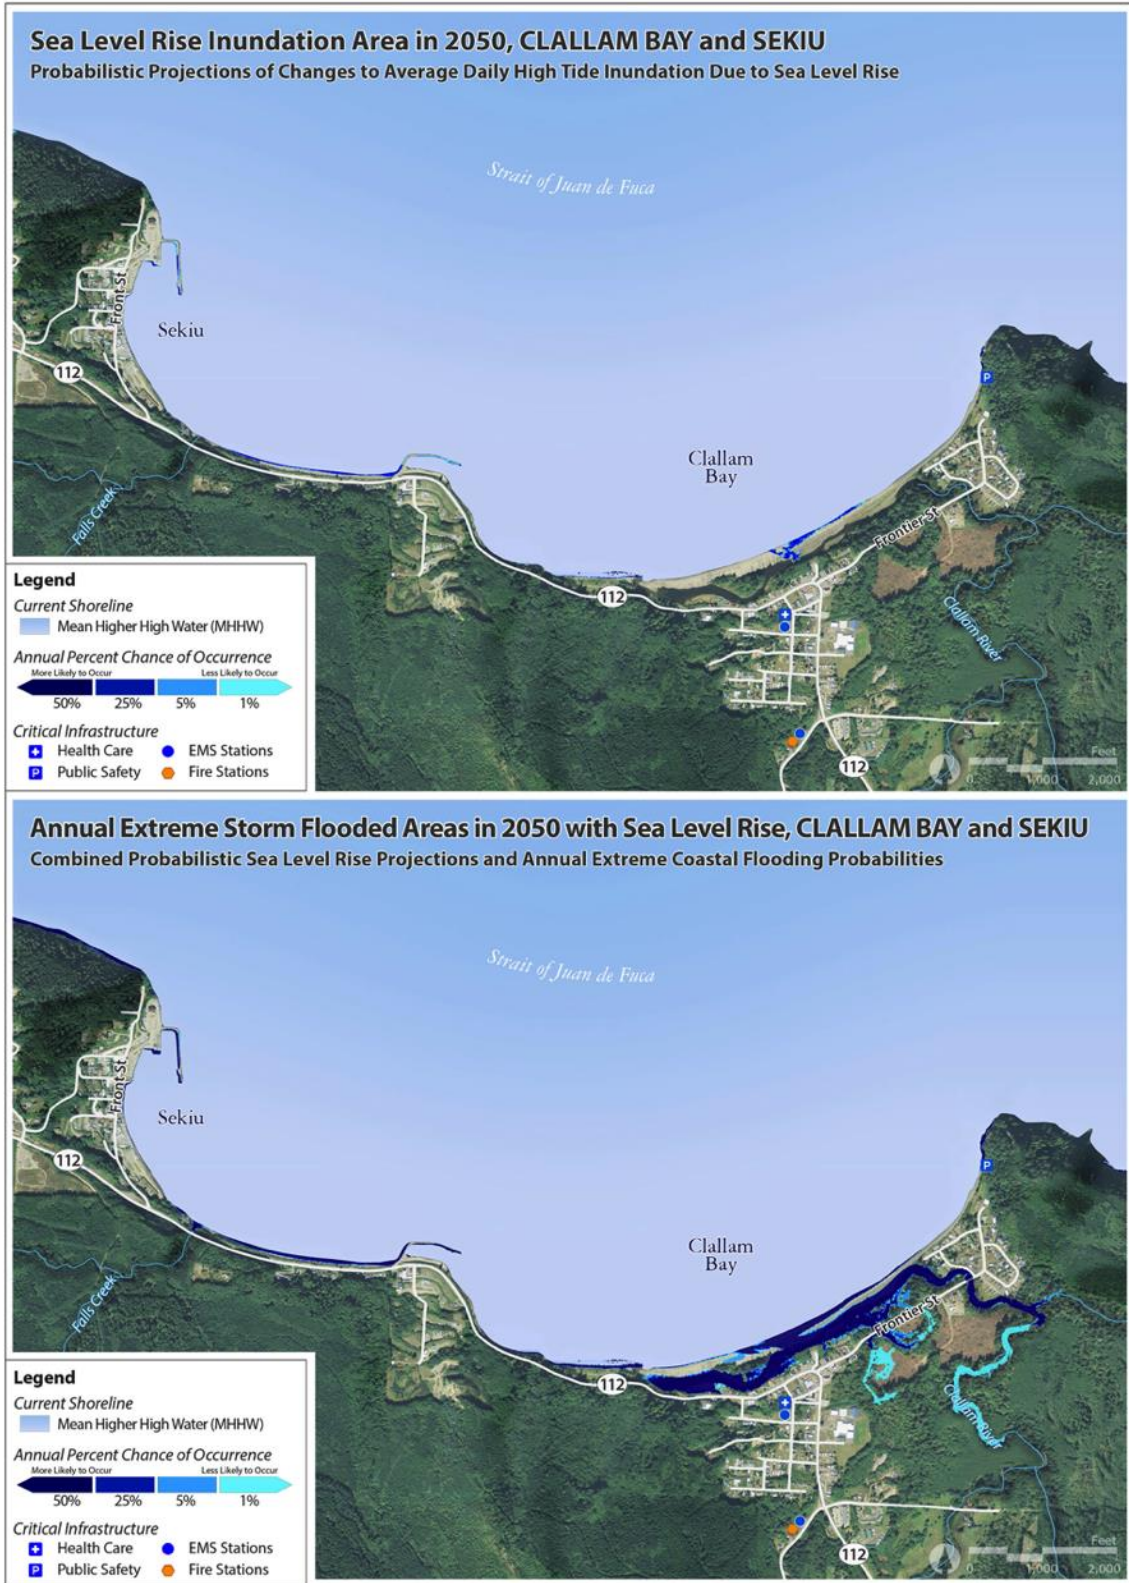 Sea Level Rise Inundation Area in 2050, CLALLAM BAY and SEKIU
Probabilistic Projections of Changes to Average Daily High Tide Inundation Due to Sea Level Rise
Strait of Juan de Fuca
Front St
Sekiu
112
P
Clallam
Bay
Falls Creek
Frontier St
112
Clallam River
Legend
Current Shoreline
Mean Higher High Water (MHHW)
Annual Percent Chance of Occurrence
More Likely to Occur Less Likely to Occur
50% 25% 5% 1%
Critical Infrastructure
Health Care EMS Stations
P Public Safety Fire Stations
112
Feet
0 1,000 2,000
Annual Extreme Storm Flooded Areas in 2050 with Sea Level Rise, CLALLAM BAY and SEKIU
Combined Probabilistic Sea Level Rise Projections and Annual Extreme Coastal Flooding Probabilities
Strait of Juan de Fuca
Front St
Sekiu
112
P
Clallam
Bay
Falls Creek
Frontier St
112
Clallam River
Legend
Current Shoreline
Mean Higher High Water (MHHW)
Annual Percent Chance of Occurrence
More Likely to Occur Less Likely to Occur
50% 25% 5% 1%
Critical Infrastructure
Health Care EMS Stations
P Public Safety Fire Stations
112
Feet
0 1,000 2,000